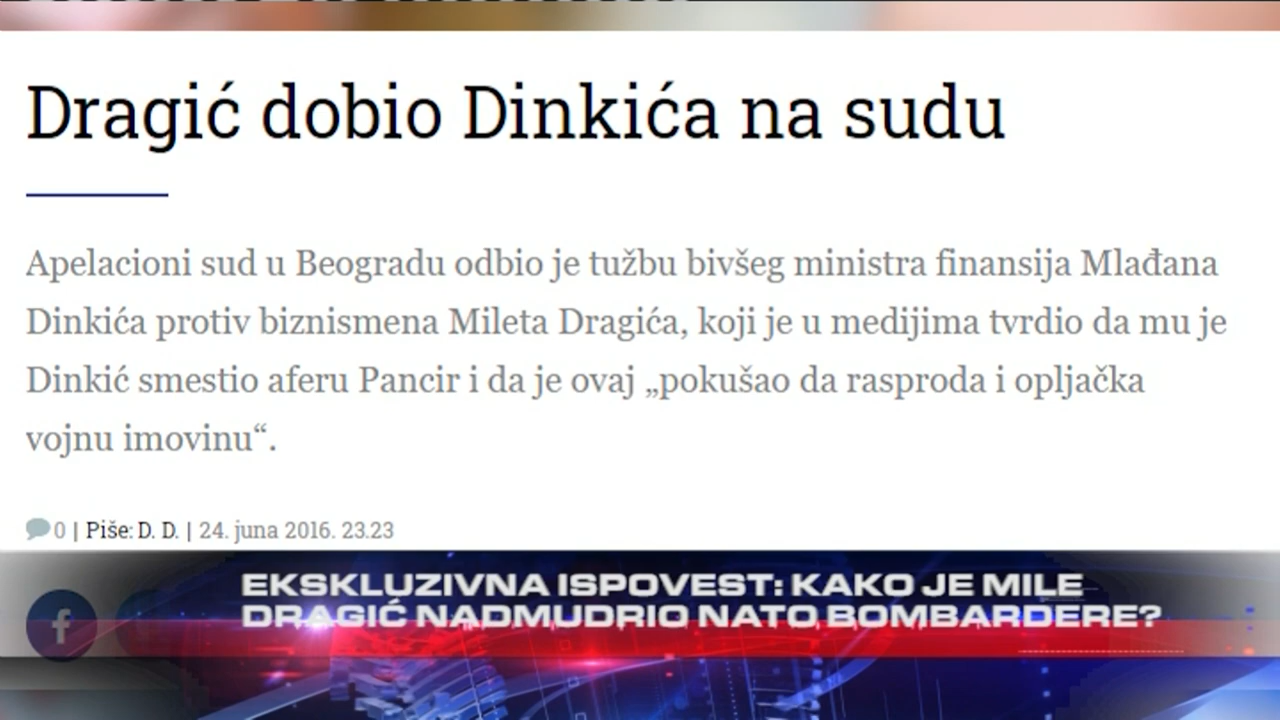 Dragić dobio Dinkića na sudu
Apelacioni sud u Beogradu odbio je tužbu bivšeg ministra finansija Mlađana
Dinkića protiv biznismena Mileta Dragića, koji je u medijima tvrdio da mu je
Dinkić smestio aferu Pancir i da je ovaj „pokušao da rasproda i opljačka
vojnu imovinu“.
0 | Piše: D. D. | 24. juna 2016. 23.23
f
EKSKLUZIVNA ISPOVEST: KAKO JE MILE
DRAGIĆ NADMUDRIO NATO BOMBARDERE?